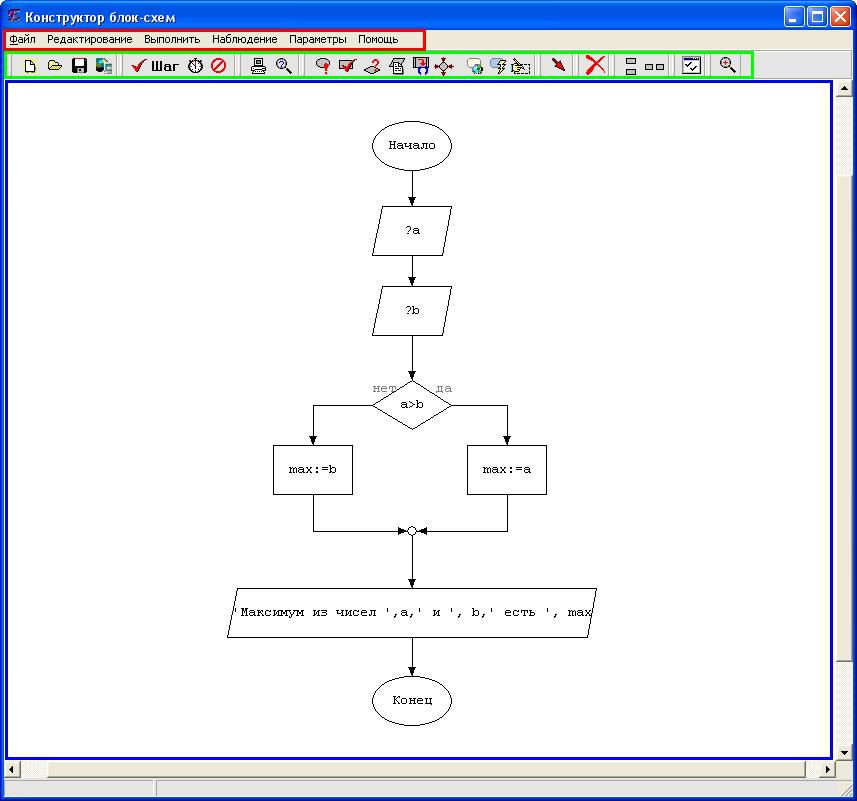 Конструктор блок-схем
Файл Редактирование Выполнить Наблюдение Параметры Помощь
Шаг
Начало
?a
?b
нет да
a>b
max:=b max:=a
'Максимум из чисел ',a,' и ', b,' есть ', max
Конец